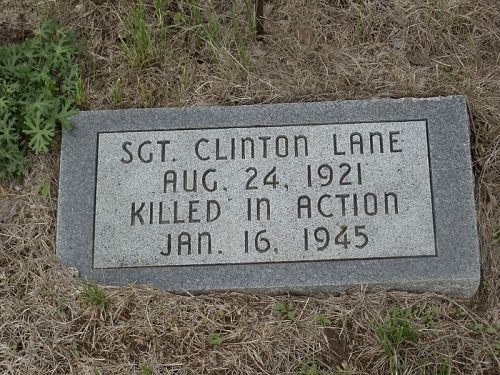 SGT. CLINTON LANE
AUG. 24, 1921
KILLED IN ACTION
JAN. 16, 1945